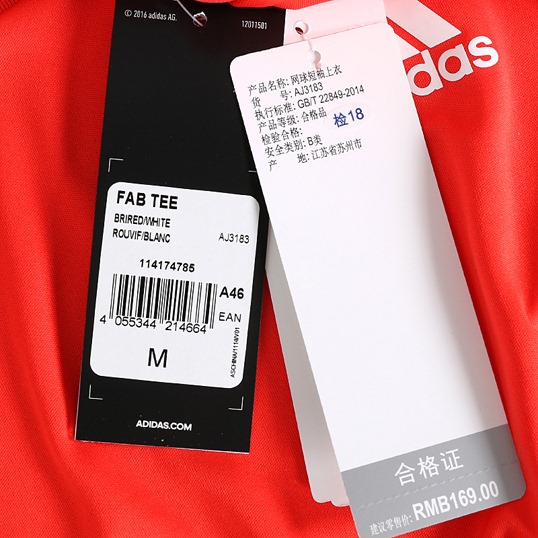 © 2016 adidas AG.
12011501
FAB TEE
BRIRED/WHITE
ROUVIF/BLANC
AJ3183
114174785
A46
EAN
4 055344 214664
M
ADIDAS.COM
adidas
产品名称: 网球短袖上衣
货 号: AJ3183
执行标准: GB/T 22849-2014
产品等级: 合格品
检验合格: 检18
安全类别: B类
产 地: 江苏省苏州市
合格证
建议零售价: RMB169.00